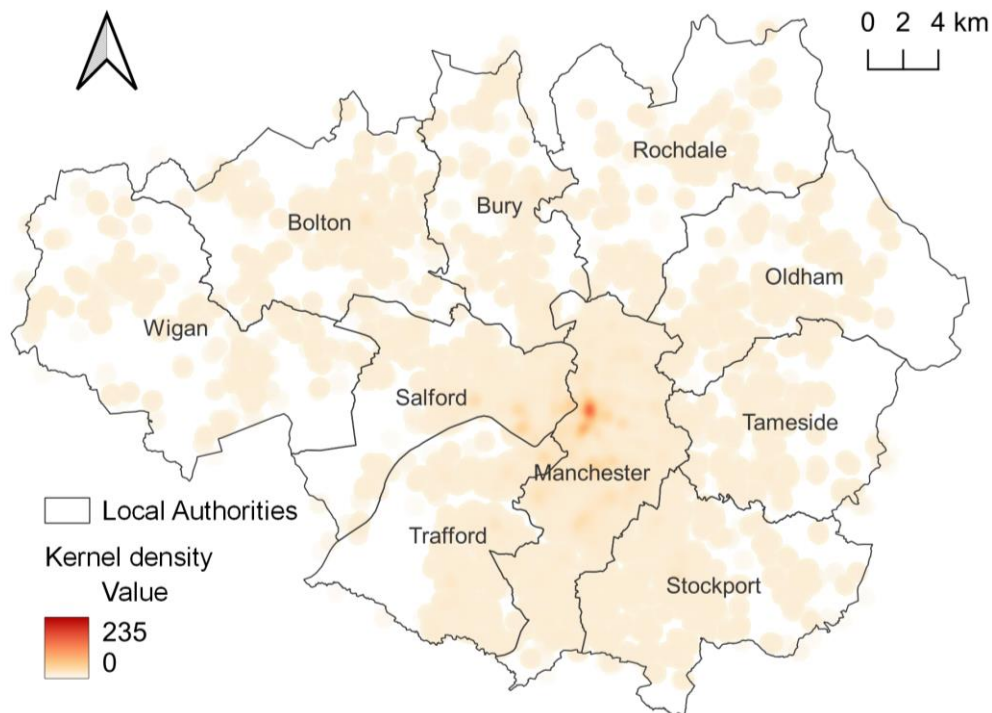 0 2 4 km
Rochdale
Bury
Bolton
Oldham
Wigan
Salford
Tameside
Manchester
Local Authorities
Trafford
Kernel density
Stockport
Value
235
0